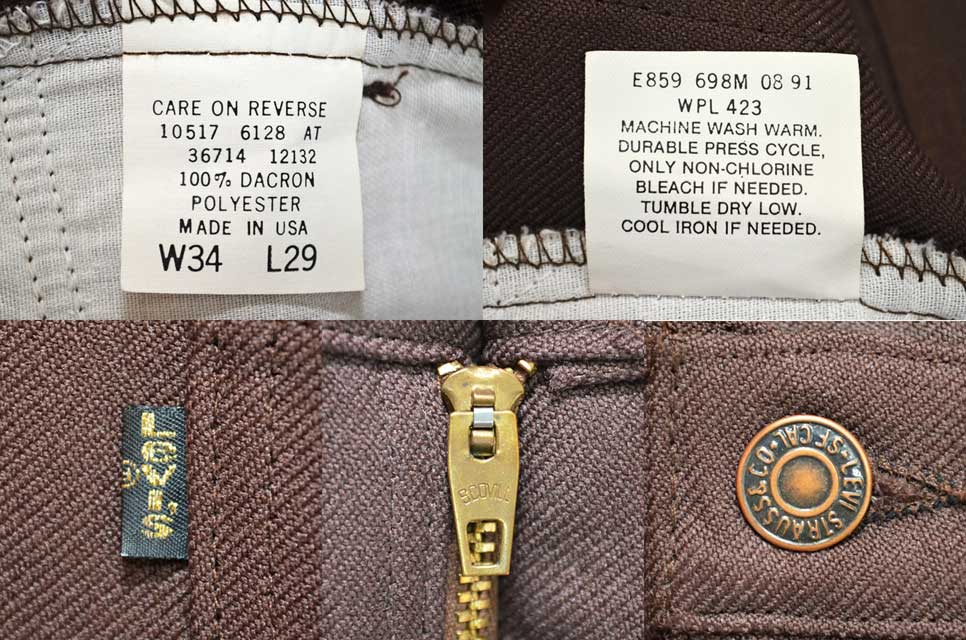 CARE ON REVERSE
10517 6128 AT
36714 12132
100% DACRON
POLYESTER
MADE IN USA
W34 L29
E859 698M 08 91
WPL 423
MACHINE WASH WARM.
DURABLE PRESS CYCLE,
ONLY NON-CHLORINE
BLEACH IF NEEDED.
TUMBLE DRY LOW.
COOL IRON IF NEEDED.
LEVI'S
SCOVILL
LEVI STRAUSS & CO. S.F. CAL.